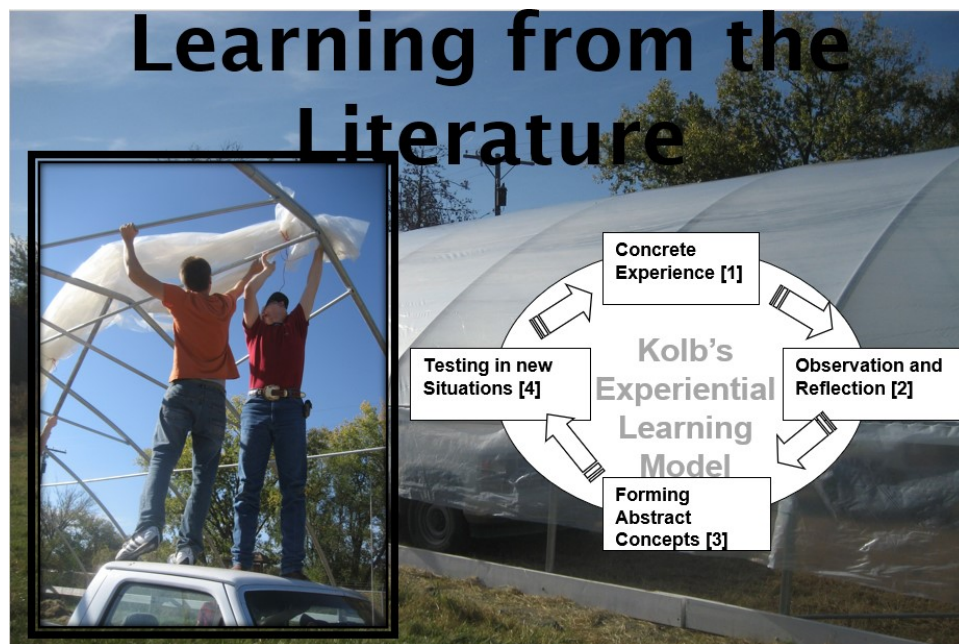 Learning from the
Literature
Concrete
Experience [1]
Kolb's
Experiential
Learning
Model
Testing in new
Situations [4]
Observation and
Reflection [2]
Forming
Abstract
Concepts [3]